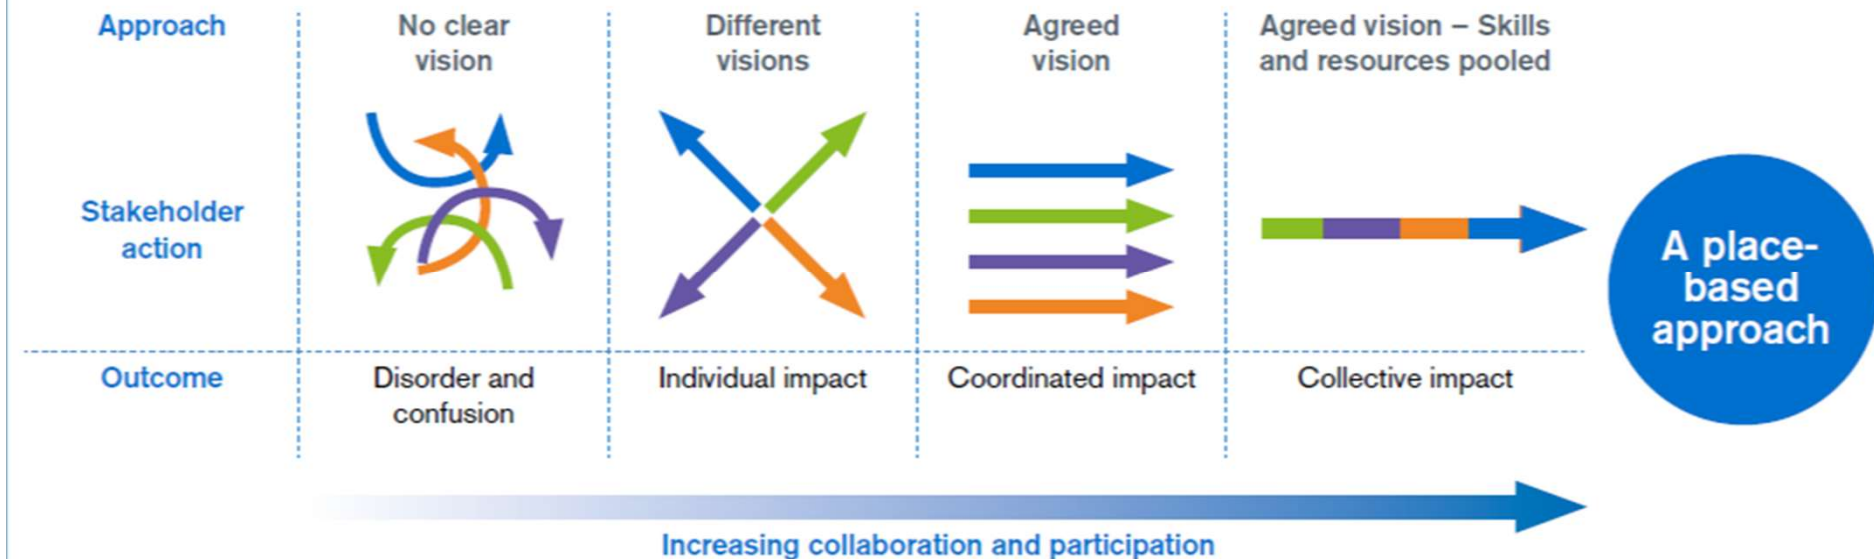 Approach
No clear
vision
Different
visions
Agreed
vision
Agreed vision – Skills
and resources pooled
Stakeholder
action
A place-
based
approach
Outcome
Disorder and
confusion
Individual impact
Coordinated impact
Collective impact
Increasing collaboration and participation